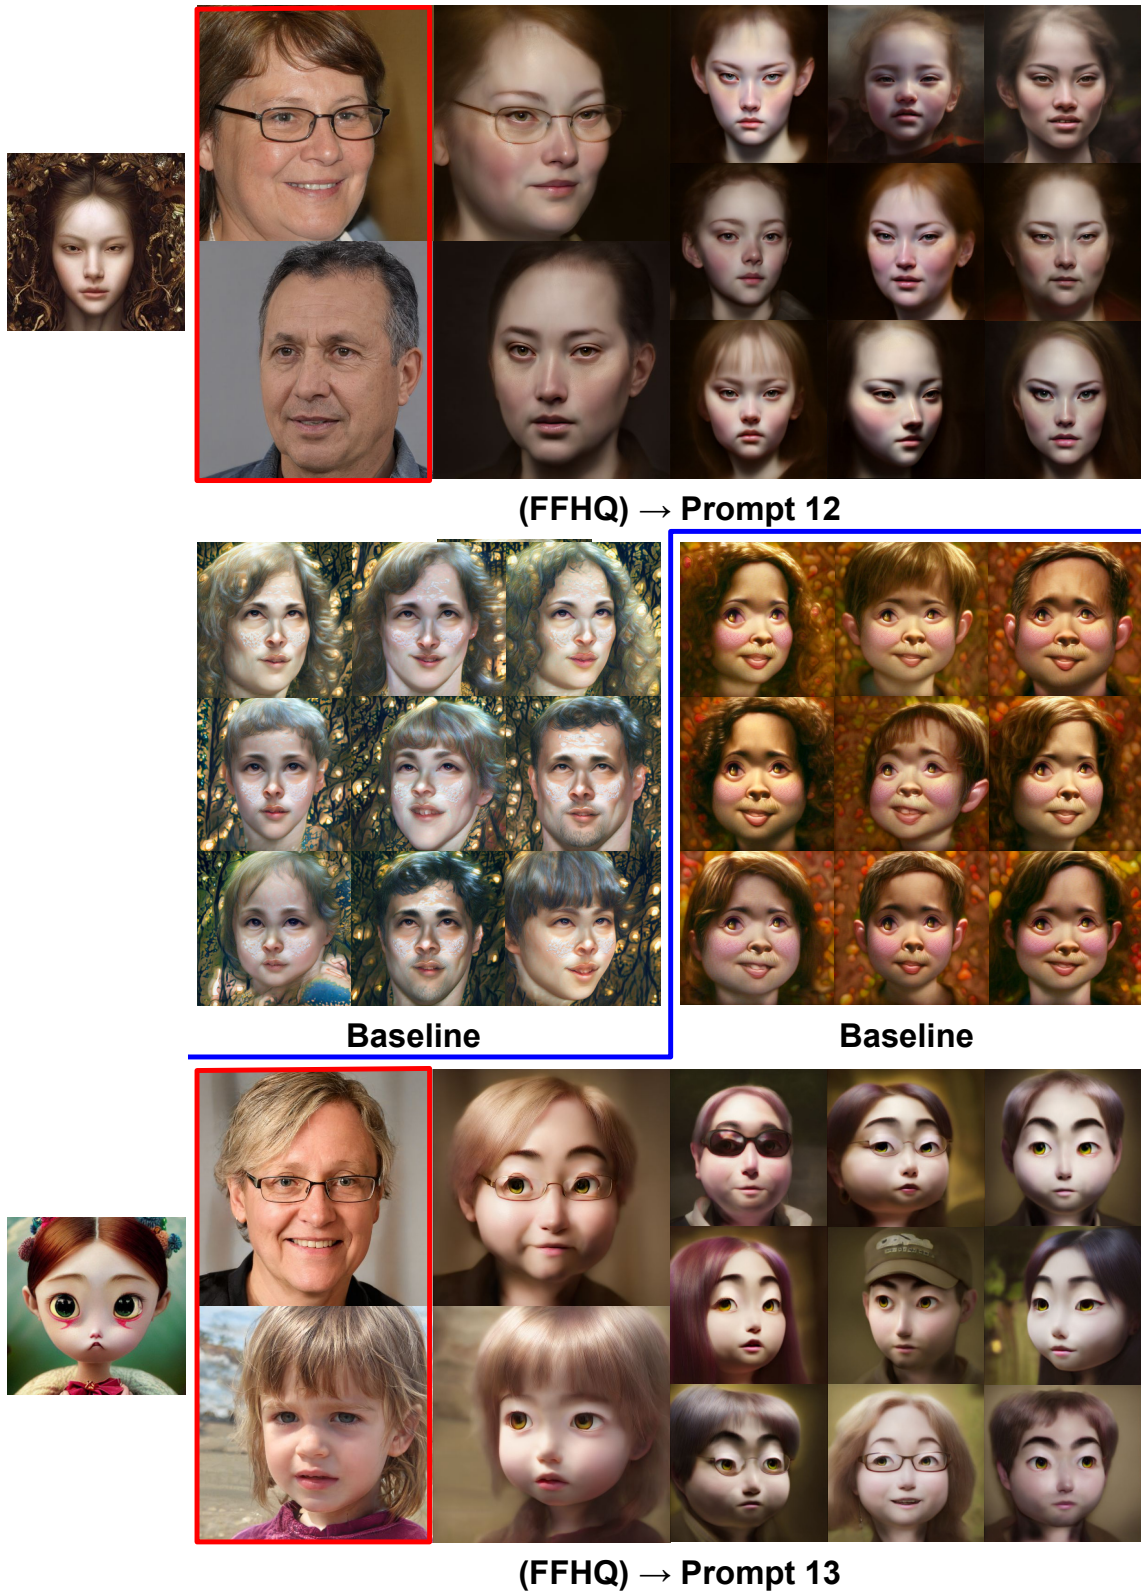 (FFHQ) → Prompt 12
Baseline
Baseline
(FFHQ) → Prompt 13